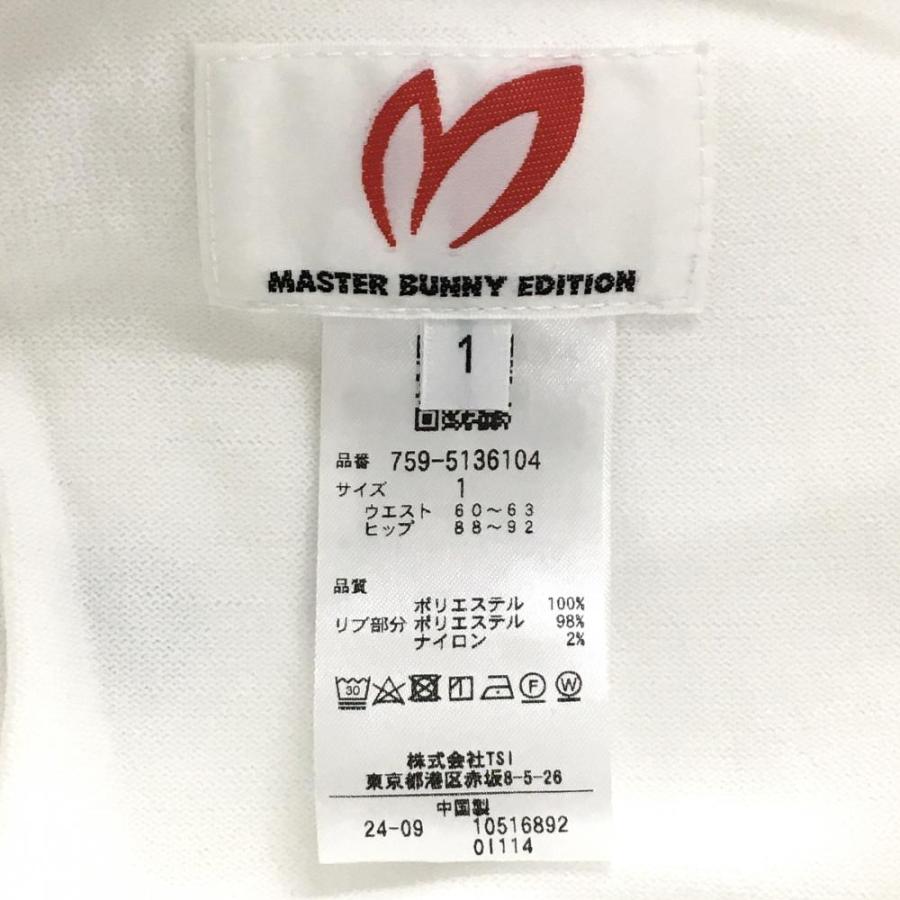 MASTER BUNNY EDITION
1
品番 759-5136104
サイズ 1
ウエスト 60～63
ヒップ 88～92
品質
ポリエステル 100%
リブ部分 ポリエステル 98%
ナイロン 2%
30 F W
株式会社TSI
東京都港区赤坂8-5-26
中国製
24-09 10516892
01114